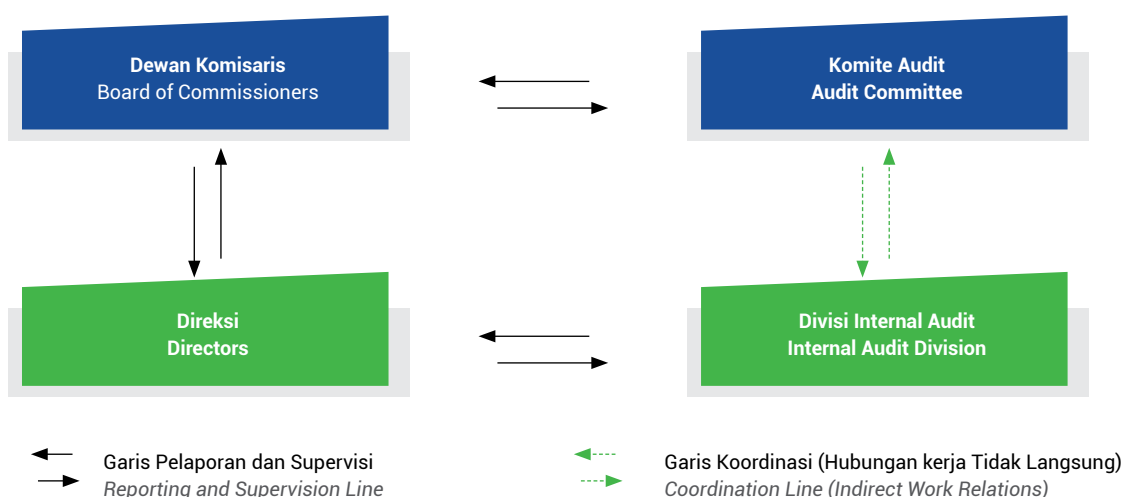 Dewan Komisaris
Board of Commissioners
Komite Audit
Audit Committee
Direksi
Directors
Divisi Internal Audit
Internal Audit Division
Garis Pelaporan dan Supervisi
Reporting and Supervision Line
Garis Koordinasi (Hubungan kerja Tidak Langsung)
Coordination Line (Indirect Work Relations)